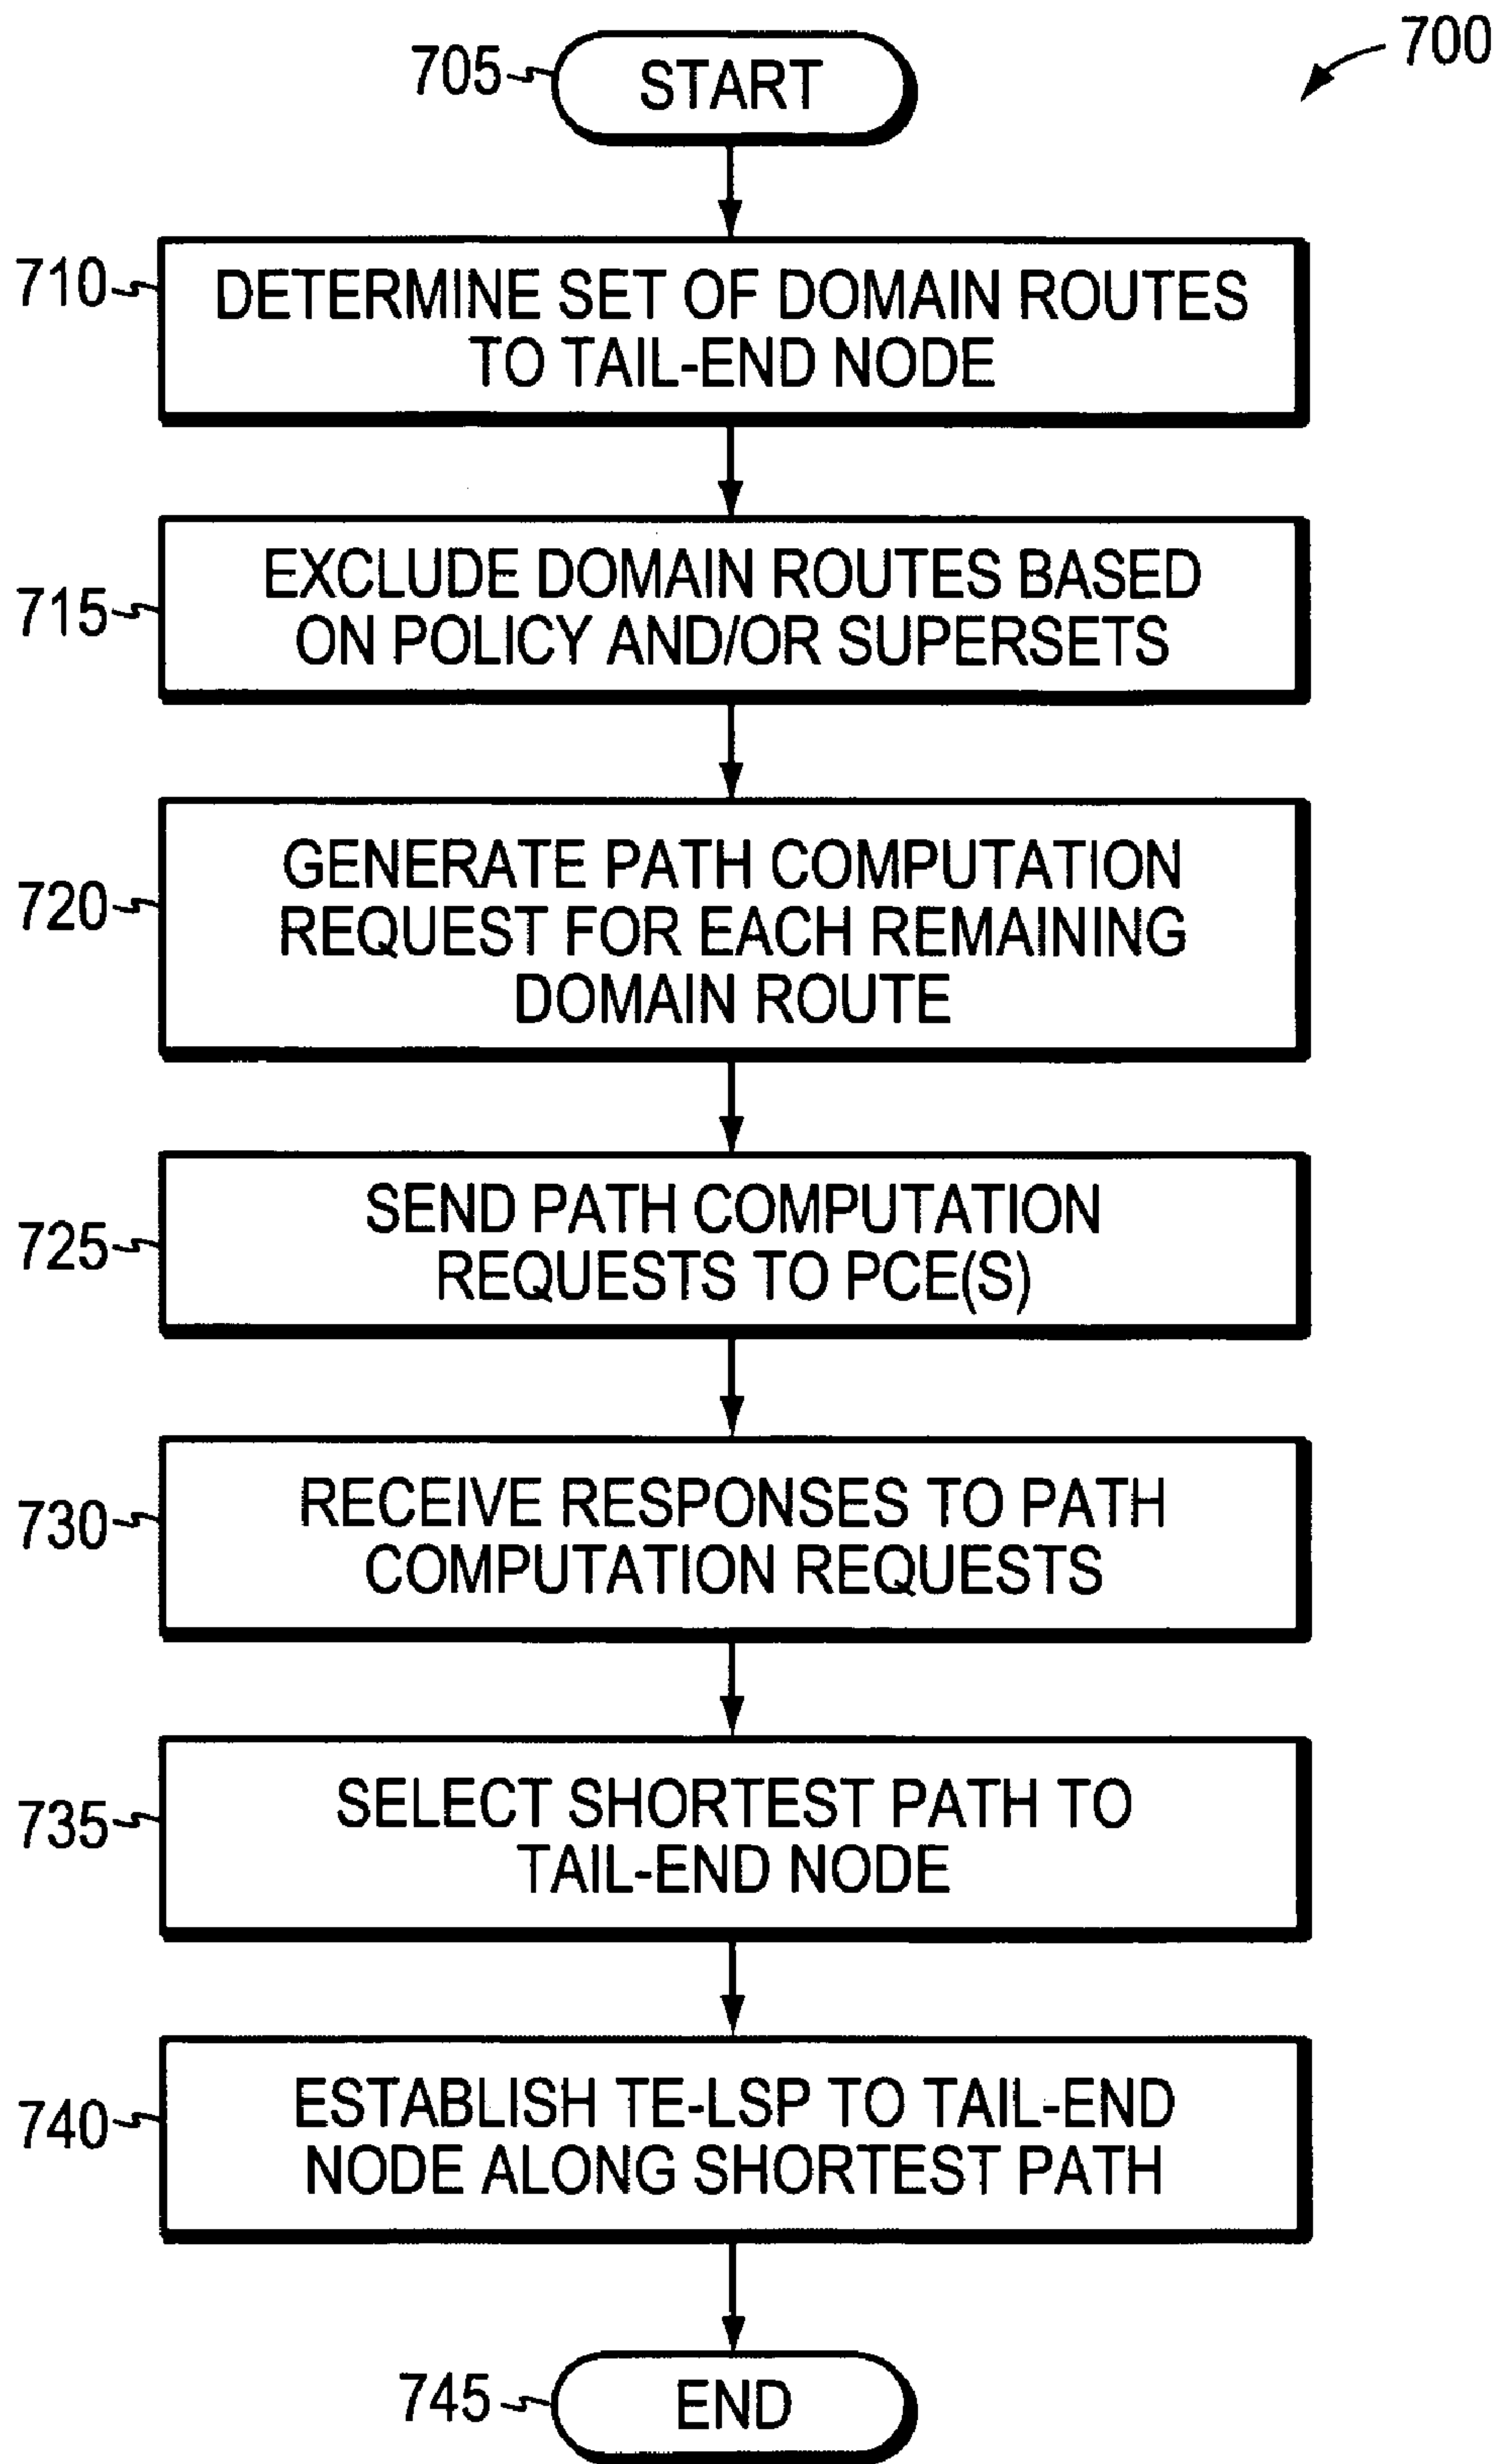 700
705
START
710
DETERMINE SET OF DOMAIN ROUTES
TO TAIL-END NODE
715
EXCLUDE DOMAIN ROUTES BASED
ON POLICY AND/OR SUPERSETS
720
GENERATE PATH COMPUTATION
REQUEST FOR EACH REMAINING
DOMAIN ROUTE
725
SEND PATH COMPUTATION
REQUESTS TO PCE(S)
730
RECEIVE RESPONSES TO PATH
COMPUTATION REQUESTS
735
SELECT SHORTEST PATH TO
TAIL-END NODE
740
ESTABLISH TE-LSP TO TAIL-END
NODE ALONG SHORTEST PATH
745
END